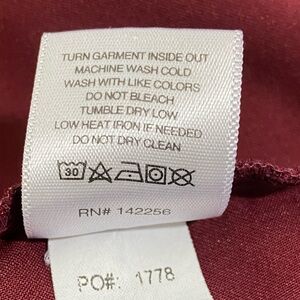 TURN GARMENT INSIDE OUT
MACHINE WASH COLD
WASH WITH LIKE COLORS
DO NOT BLEACH
TUMBLE DRY LOW
LOW HEAT IRON IF NEEDED
DO NOT DRY CLEAN
30
RN# 142256
PO#: 1778